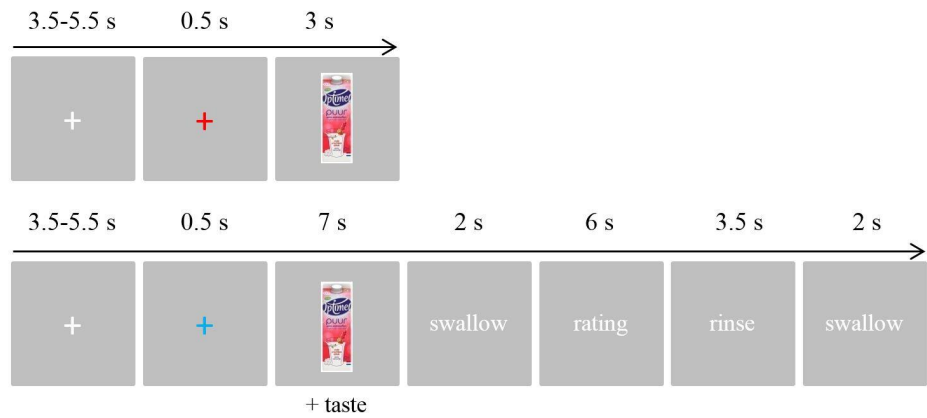 3.5-5.5 s 0.5 s 3 s
+ +
Optimel
puur
3.5-5.5 s 0.5 s 7 s 2 s 6 s 3.5 s 2 s
+ + swallow rating rinse swallow
Optimel
puur
+ taste